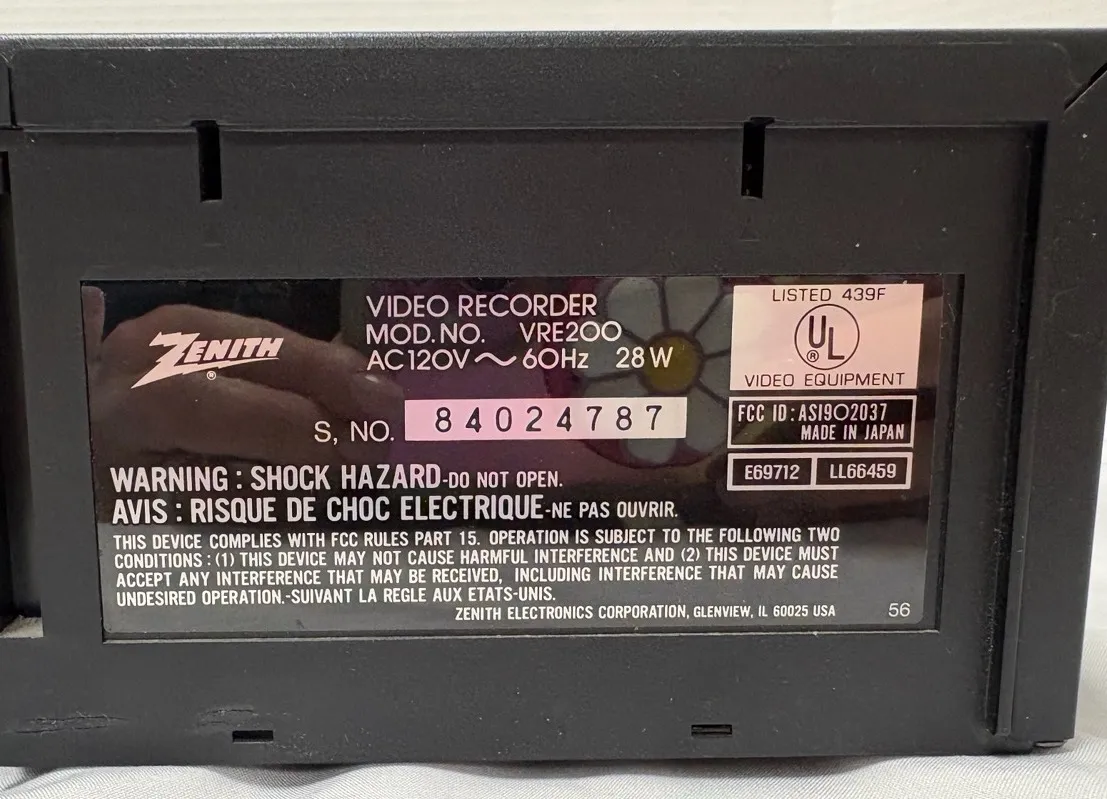 ZENITH
®
VIDEO RECORDER
MOD. NO. VRE200
AC 120V ~ 60Hz 28W
S, NO. 84024787
LISTED 439F
UL
®
VIDEO EQUIPMENT
FCC ID: ASI9O2037
MADE IN JAPAN
E69712 LL66459
WARNING : SHOCK HAZARD-DO NOT OPEN.
AVIS : RISQUE DE CHOC ELECTRIQUE-NE PAS OUVRIR.
THIS DEVICE COMPLIES WITH FCC RULES PART 15. OPERATION IS SUBJECT TO THE FOLLOWING TWO
CONDITIONS : (1) THIS DEVICE MAY NOT CAUSE HARMFUL INTERFERENCE AND (2) THIS DEVICE MUST
ACCEPT ANY INTERFERENCE THAT MAY BE RECEIVED, INCLUDING INTERFERENCE THAT MAY CAUSE
UNDESIRED OPERATION.-SUIVANT LA REGLE AUX ETATS-UNIS.
ZENITH ELECTRONICS CORPORATION, GLENVIEW, IL 60025 USA
56